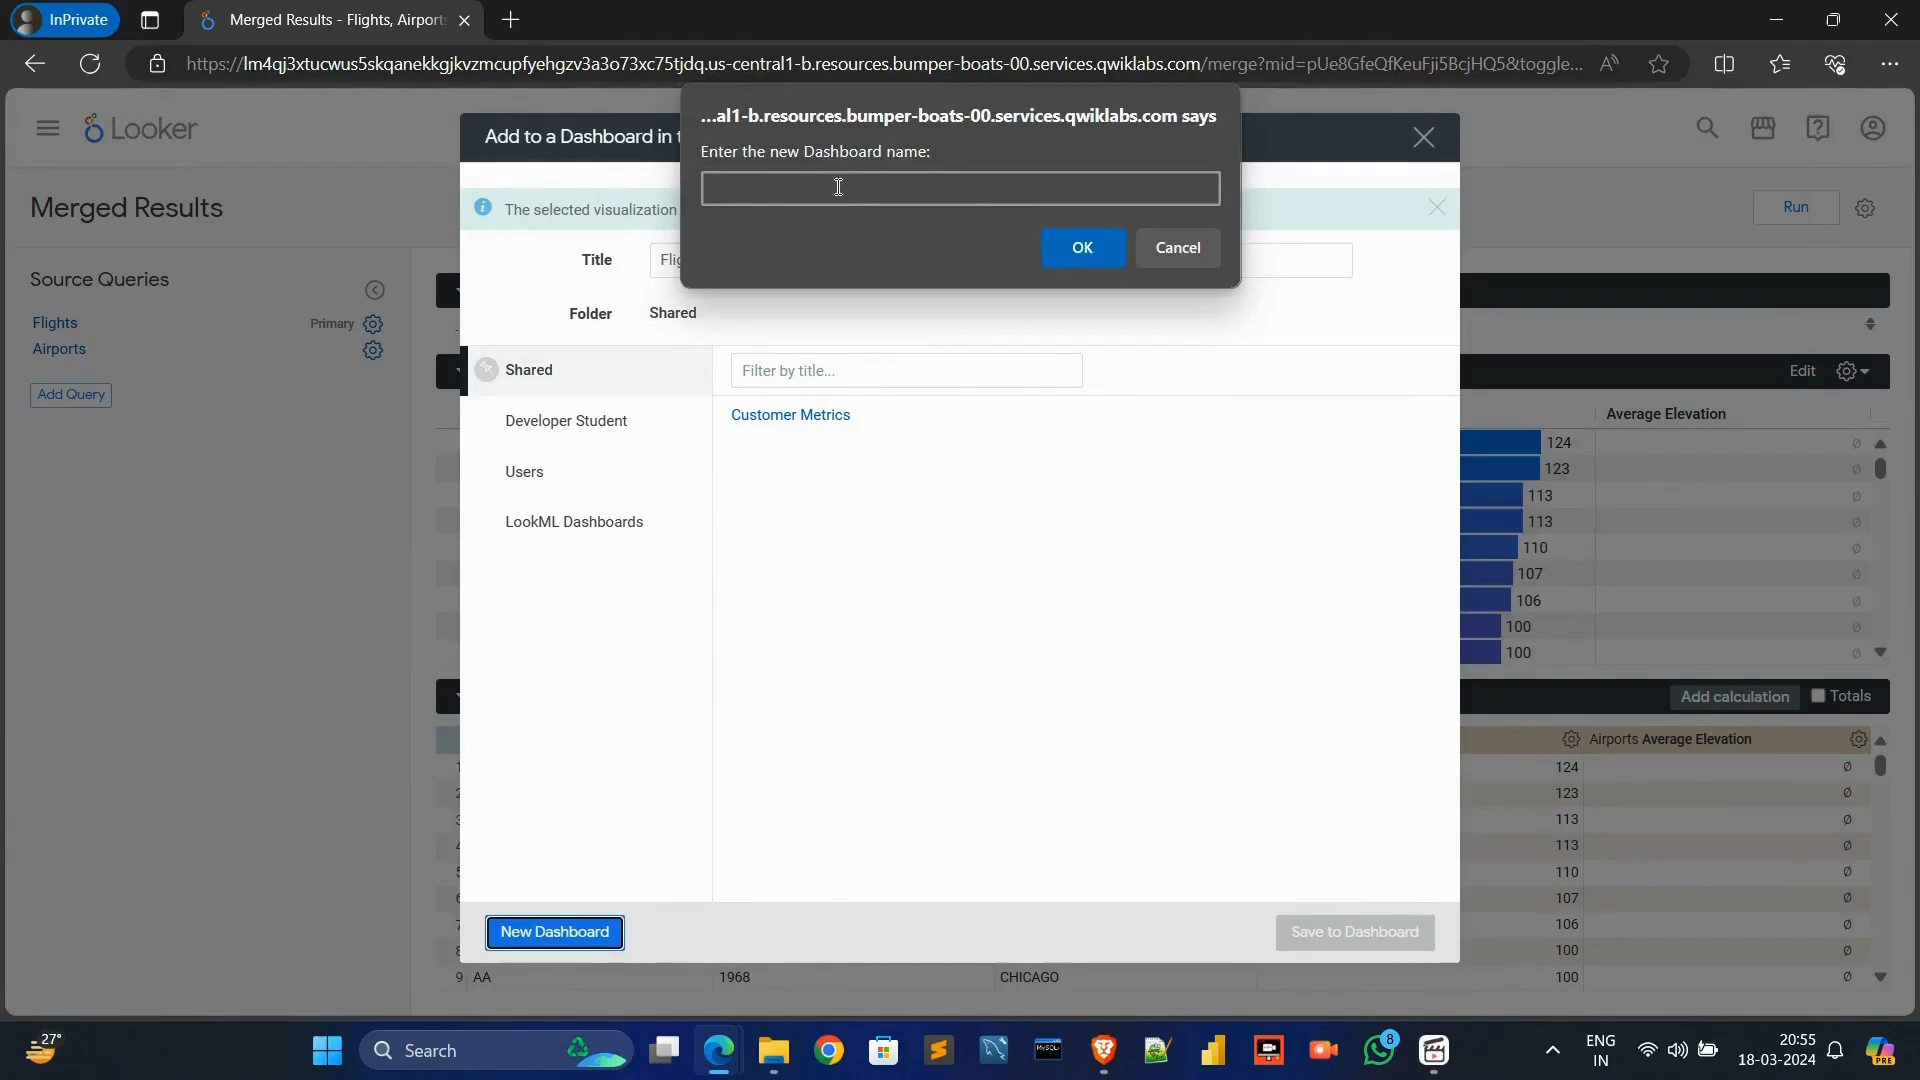 InPrivate
Merged Results - Flights, Airport
https://lm4qj3xtucwus5skqanekkgjkvzmcupfyehgzv3a3o73xc75tjdq.us-central1-b.resources.bumper-boats-00.services.qwiklabs.com/merge?mid=pUe8GfeQfKeuFji5BcjHQ5&toggle...
...al1-b.resources.bumper-boats-00.services.qwiklabs.com says
Enter the new Dashboard name:
OK
Cancel
Looker
Add to a Dashboard in t
Merged Results
Run
The selected visualization
Title
Folder
Shared
Source Queries
Flights
Primary
Airports
Add Query
Shared
Developer Student
Users
LookML Dashboards
Filter by title...
Customer Metrics
Edit
Average Elevation
124 ∅
123 ∅
113 ∅
113 ∅
110 ∅
107 ∅
106 ∅
100 ∅
100 ∅
Add calculation
Totals
Airports Average Elevation
124 ∅
123 ∅
113 ∅
113 ∅
110 ∅
107 ∅
106 ∅
100 ∅
9 AA 1968 CHICAGO 100 ∅
New Dashboard
Save to Dashboard
27°
Search
8
ENG
IN
20:55
18-03-2024
PRE